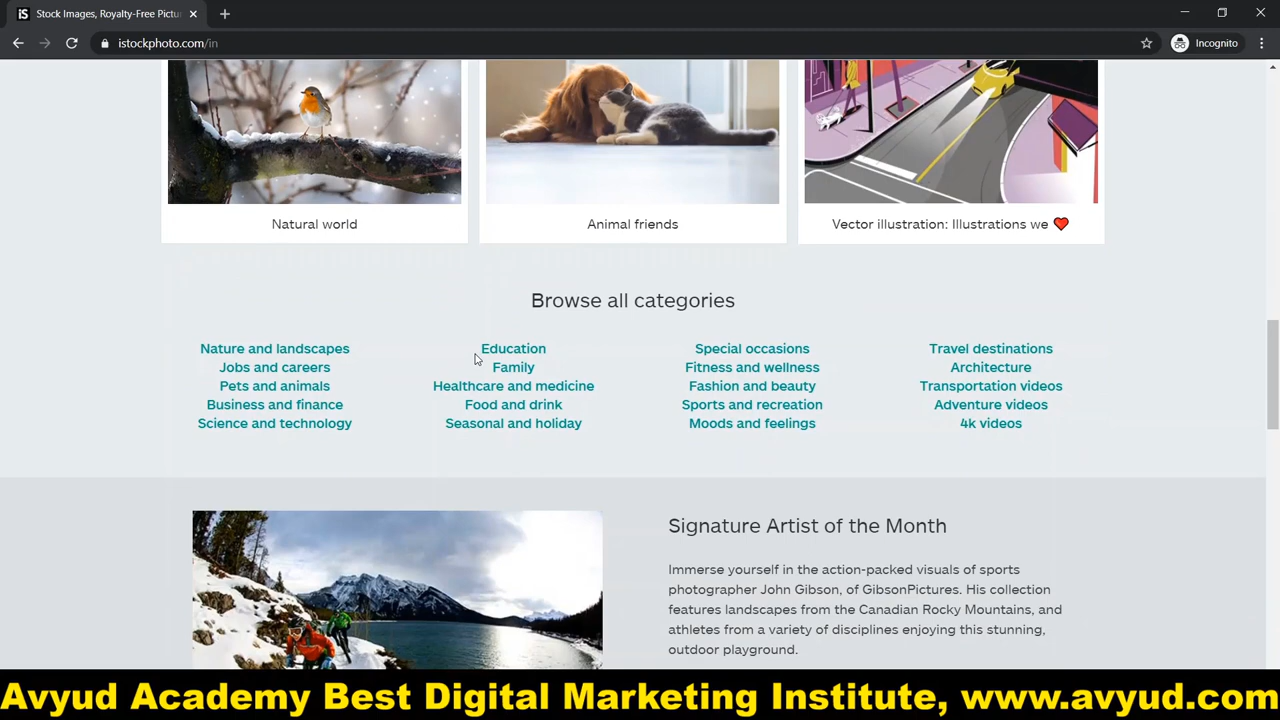 iS Stock Images, Royalty-Free Pictur
istockphoto.com/in
Incognito
Natural world
Animal friends
Vector illustration: Illustrations we ❤️
Browse all categories
Nature and landscapes
Education
Special occasions
Travel destinations
Jobs and careers
Family
Fitness and wellness
Architecture
Pets and animals
Healthcare and medicine
Fashion and beauty
Transportation videos
Business and finance
Food and drink
Sports and recreation
Adventure videos
Science and technology
Seasonal and holiday
Moods and feelings
4k videos
Signature Artist of the Month
Immerse yourself in the action-packed visuals of sports
photographer John Gibson, of GibsonPictures. His collection
features landscapes from the Canadian Rocky Mountains, and
athletes from a variety of disciplines enjoying this stunning,
outdoor playground.
Avyud Academy Best Digital Marketing Institute, www.avyud.com